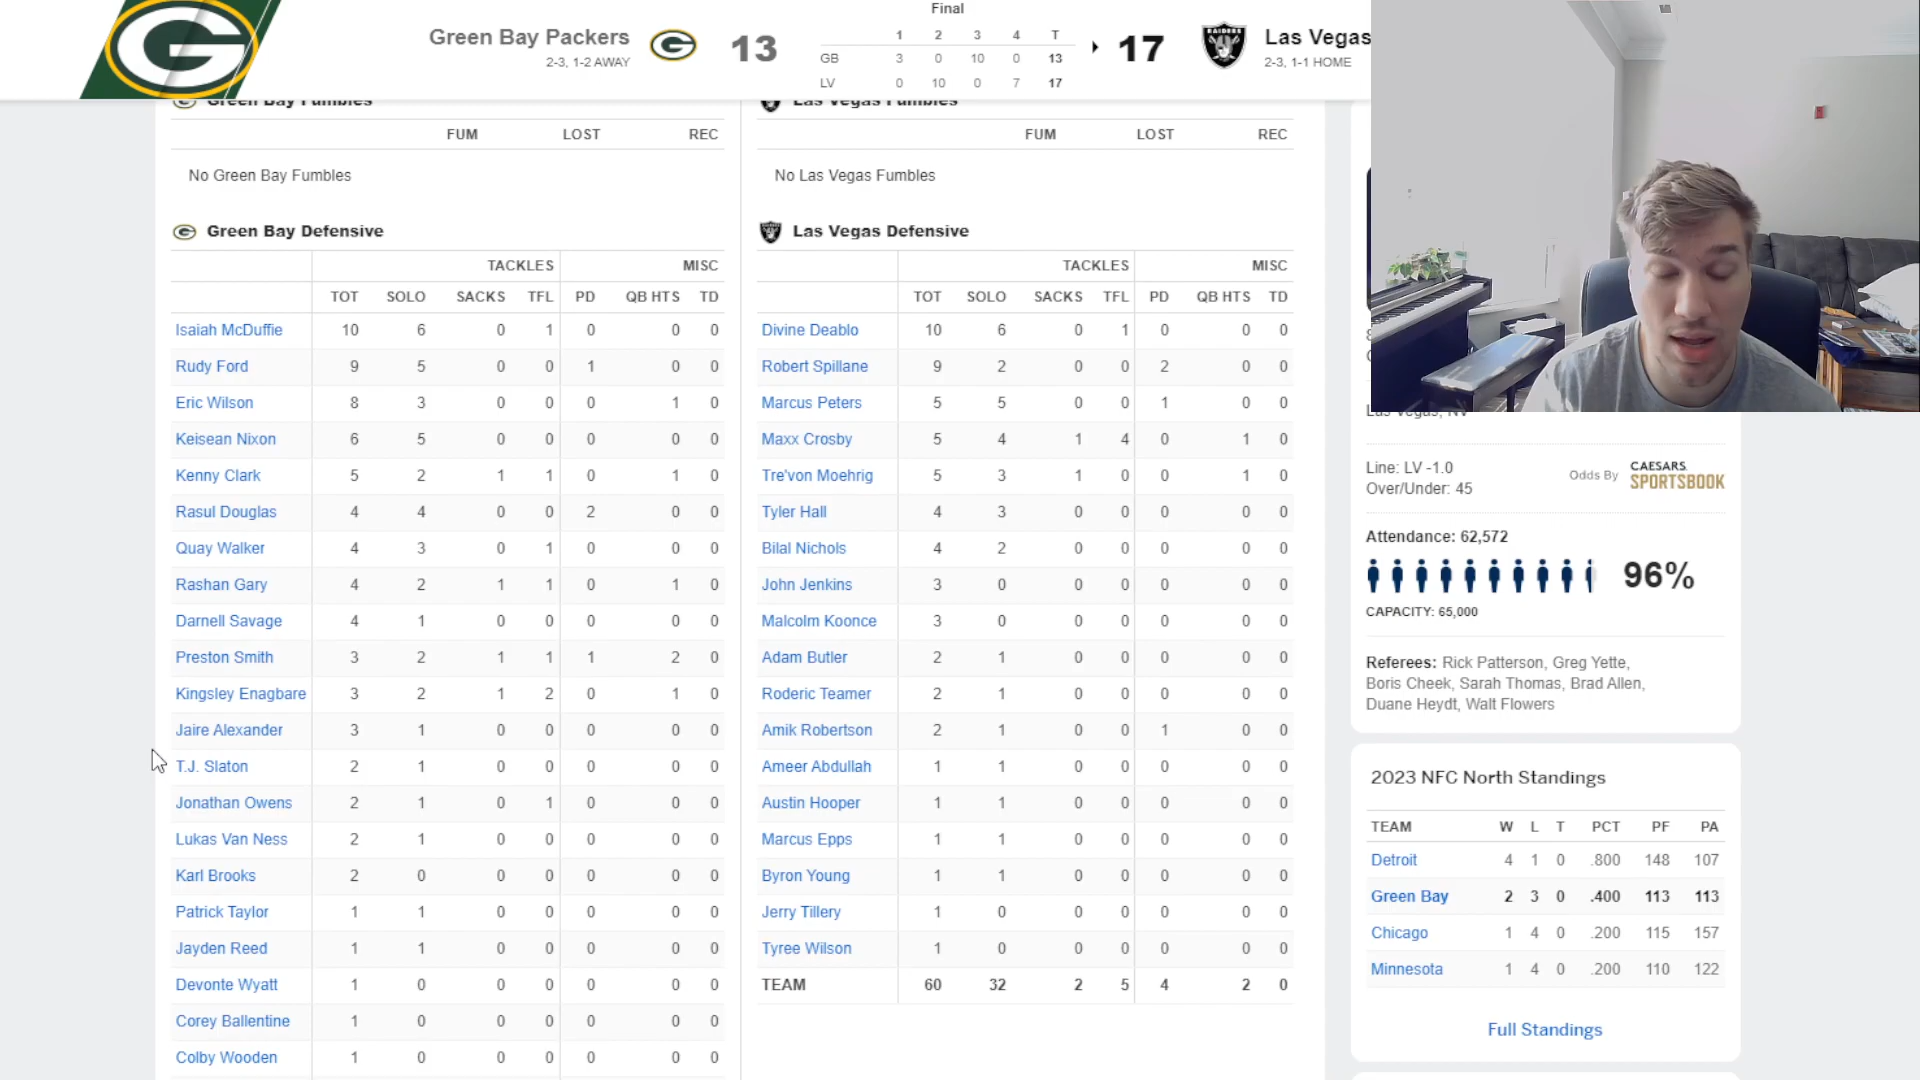 Final
Green Bay Packers
2-3, 1-2 AWAY
13
1 2 3 4 T
GB 3 0 10 0 13
LV 0 10 0 7 17
17
RAIDERS
Las Vegas
2-3, 1-1 HOME
Green Bay Fumbles
FUM LOST REC
No Green Bay Fumbles
Las Vegas Fumbles
FUM LOST REC
No Las Vegas Fumbles
Green Bay Defensive
TACKLES MISC
TOT SOLO SACKS TFL PD QB HTS TD
Isaiah McDuffie 10 6 0 1 0 0 0
Rudy Ford 9 5 0 0 1 0 0
Eric Wilson 8 3 0 0 0 1 0
Keisean Nixon 6 5 0 0 0 0 0
Kenny Clark 5 2 1 1 0 1 0
Rasul Douglas 4 4 0 0 2 0 0
Quay Walker 4 3 0 1 0 0 0
Rashan Gary 4 2 1 1 0 1 0
Darnell Savage 4 1 0 0 0 0 0
Preston Smith 3 2 1 1 1 2 0
Kingsley Enagbare 3 2 1 2 0 1 0
Jaire Alexander 3 1 0 0 0 0 0
T.J. Slaton 2 1 0 0 0 0 0
Jonathan Owens 2 1 0 1 0 0 0
Lukas Van Ness 2 1 0 0 0 0 0
Karl Brooks 2 0 0 0 0 0 0
Patrick Taylor 1 1 0 0 0 0 0
Jayden Reed 1 1 0 0 0 0 0
Devonte Wyatt 1 0 0 0 0 0 0
Corey Ballentine 1 0 0 0 0 0 0
Colby Wooden 1 0 0 0 0 0 0
Las Vegas Defensive
TACKLES MISC
TOT SOLO SACKS TFL PD QB HTS TD
Divine Deablo 10 6 0 1 0 0 0
Robert Spillane 9 2 0 0 2 0 0
Marcus Peters 5 5 0 0 1 0 0
Maxx Crosby 5 4 1 4 0 1 0
Tre'von Moehrig 5 3 1 0 0 1 0
Tyler Hall 4 3 0 0 0 0 0
Bilal Nichols 4 2 0 0 0 0 0
John Jenkins 3 0 0 0 0 0 0
Malcolm Koonce 3 0 0 0 0 0 0
Adam Butler 2 1 0 0 0 0 0
Roderic Teamer 2 1 0 0 0 0 0
Amik Robertson 2 1 0 0 1 0 0
Ameer Abdullah 1 1 0 0 0 0 0
Austin Hooper 1 1 0 0 0 0 0
Marcus Epps 1 1 0 0 0 0 0
Byron Young 1 1 0 0 0 0 0
Jerry Tillery 1 0 0 0 0 0 0
Tyree Wilson 1 0 0 0 0 0 0
TEAM 60 32 2 5 4 2 0
Las Vegas, NV
Line: LV -1.0
Over/Under: 45
Odds By CAESARS SPORTSBOOK
Attendance: 62,572
96%
CAPACITY: 65,000
Referees: Rick Patterson, Greg Yette,
Boris Cheek, Sarah Thomas, Brad Allen,
Duane Heydt, Walt Flowers
2023 NFC North Standings
TEAM W L T PCT PF PA
Detroit 4 1 0 .800 148 107
Green Bay 2 3 0 .400 113 113
Chicago 1 4 0 .200 115 157
Minnesota 1 4 0 .200 110 122
Full Standings